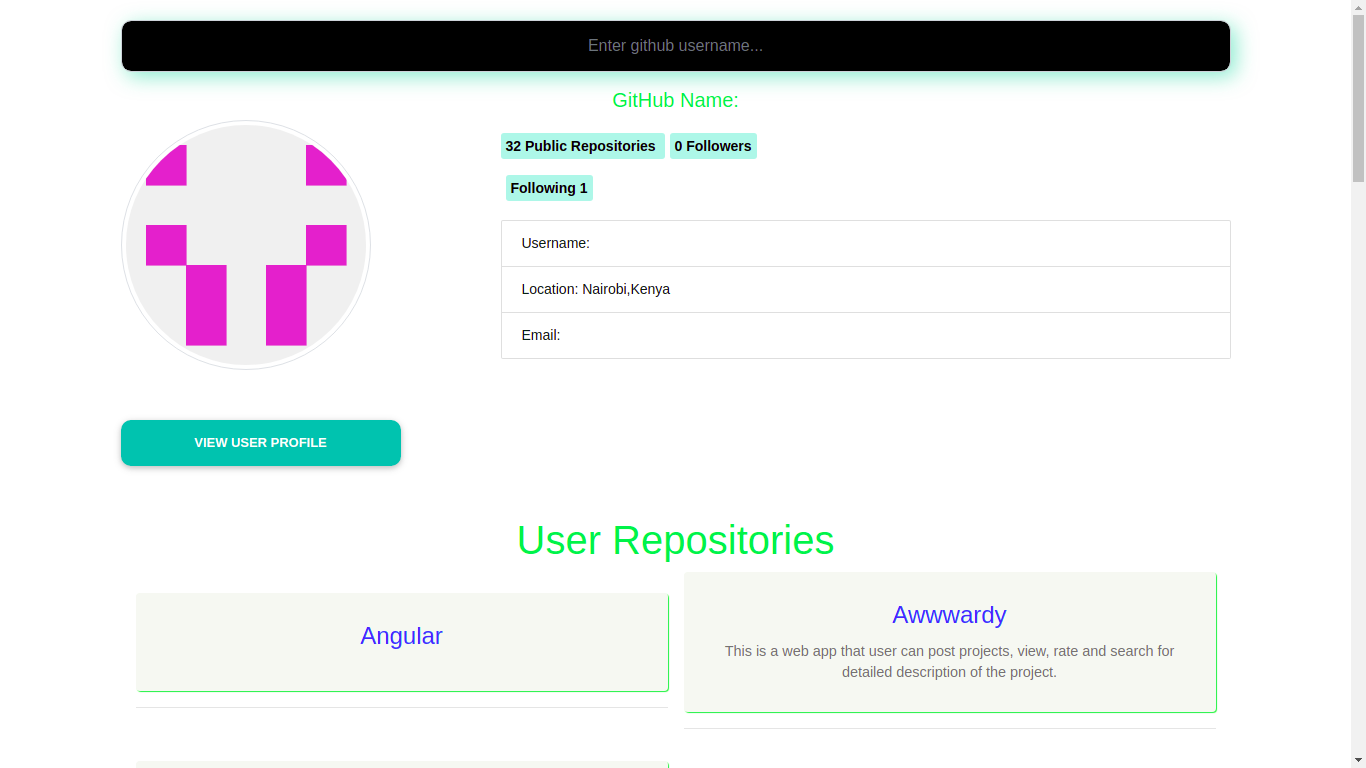 Enter github username...
GitHub Name:
32 Public Repositories 0 Followers
Following 1
Username:
Location: Nairobi,Kenya
Email:
VIEW USER PROFILE
User Repositories
Angular
Awwwardy
This is a web app that user can post projects, view, rate and search for
detailed description of the project.